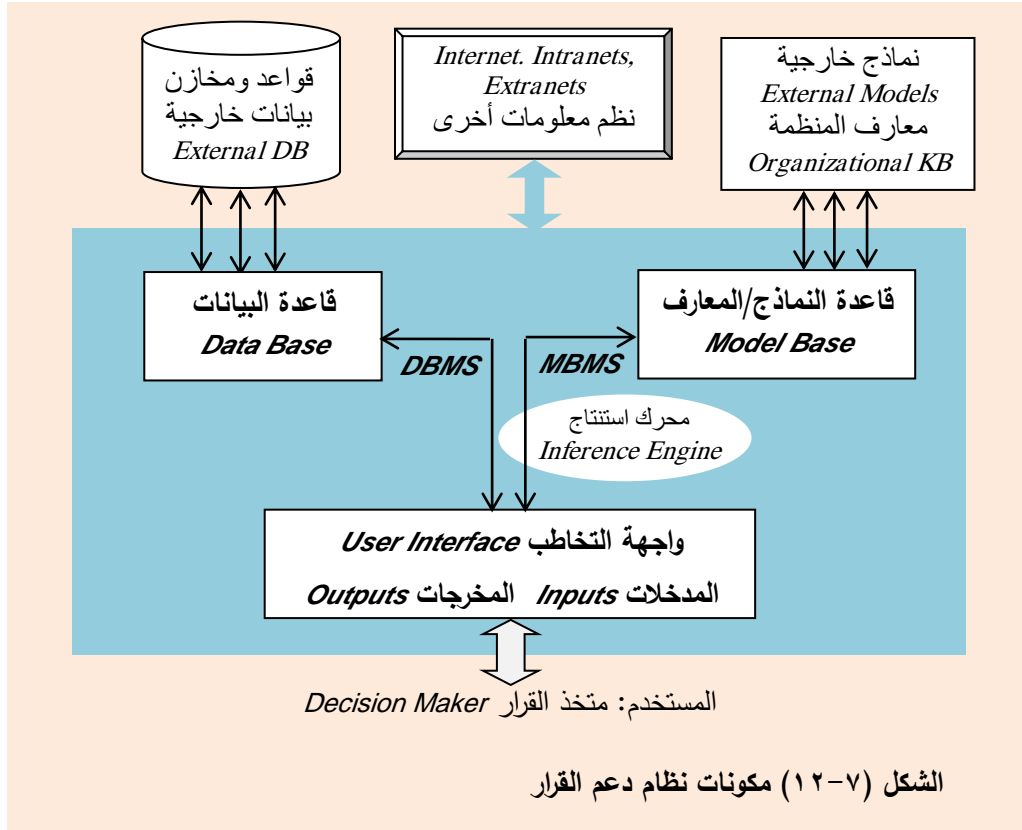 قواعد ومخازن
بيانات خارجية
External DB
Internet. Intranets,
Extranets
نظم معلومات أخرى
نماذج خارجية
External Models
معارف المنظمة
Organizational KB
قاعدة البيانات
Data Base
قاعدة النماذج/المعارف
Model Base
DBMS
MBMS
محرك استنتاج
Inference Engine
واجهة التخاطب User Interface
المدخلات Inputs المخرجات Outputs
المستخدم: متخذ القرار Decision Maker
الشكل (٧-١٢) مكونات نظام دعم القرار